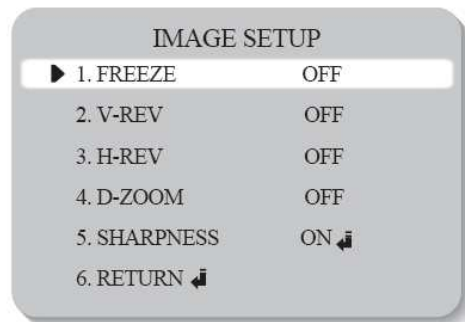 IMAGE SETUP
1. FREEZE OFF
2. V-REV OFF
3. H-REV OFF
4. D-ZOOM OFF
5. SHARPNESS ON
6. RETURN